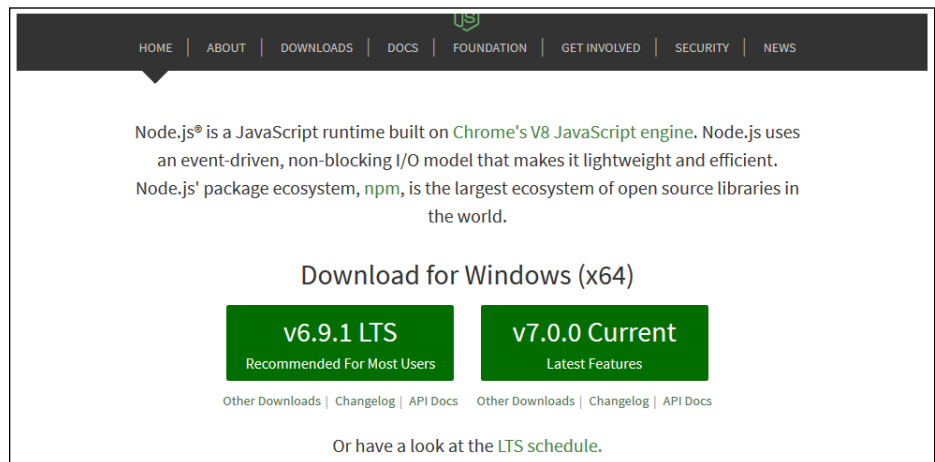 JS
HOME | ABOUT | DOWNLOADS | DOCS | FOUNDATION | GET INVOLVED | SECURITY | NEWS
Node.js® is a JavaScript runtime built on Chrome's V8 JavaScript engine. Node.js uses
an event-driven, non-blocking I/O model that makes it lightweight and efficient.
Node.js' package ecosystem, npm, is the largest ecosystem of open source libraries in
the world.
Download for Windows (x64)
v6.9.1 LTS
Recommended For Most Users
v7.0.0 Current
Latest Features
Other Downloads | Changelog | API Docs
Other Downloads | Changelog | API Docs
Or have a look at the LTS schedule.